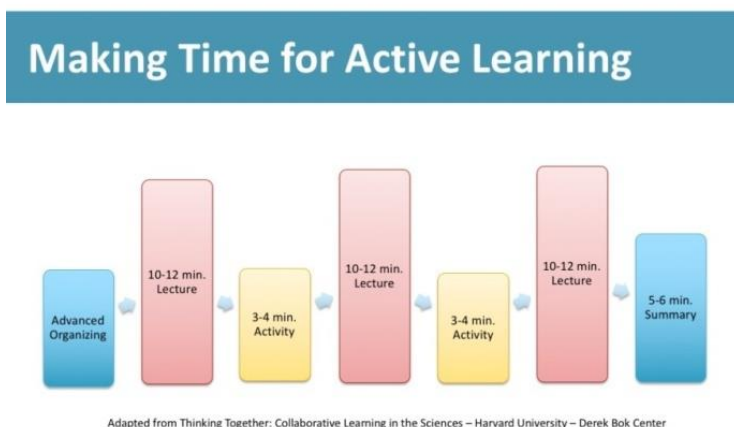 Making Time for Active Learning
Advanced
Organizing
10-12 min.
Lecture
3-4 min.
Activity
10-12 min.
Lecture
3-4 min.
Activity
10-12 min.
Lecture
5-6 min.
Summary
Adapted from Thinking Together: Collaborative Learning in the Sciences – Harvard University – Derek Bok Center